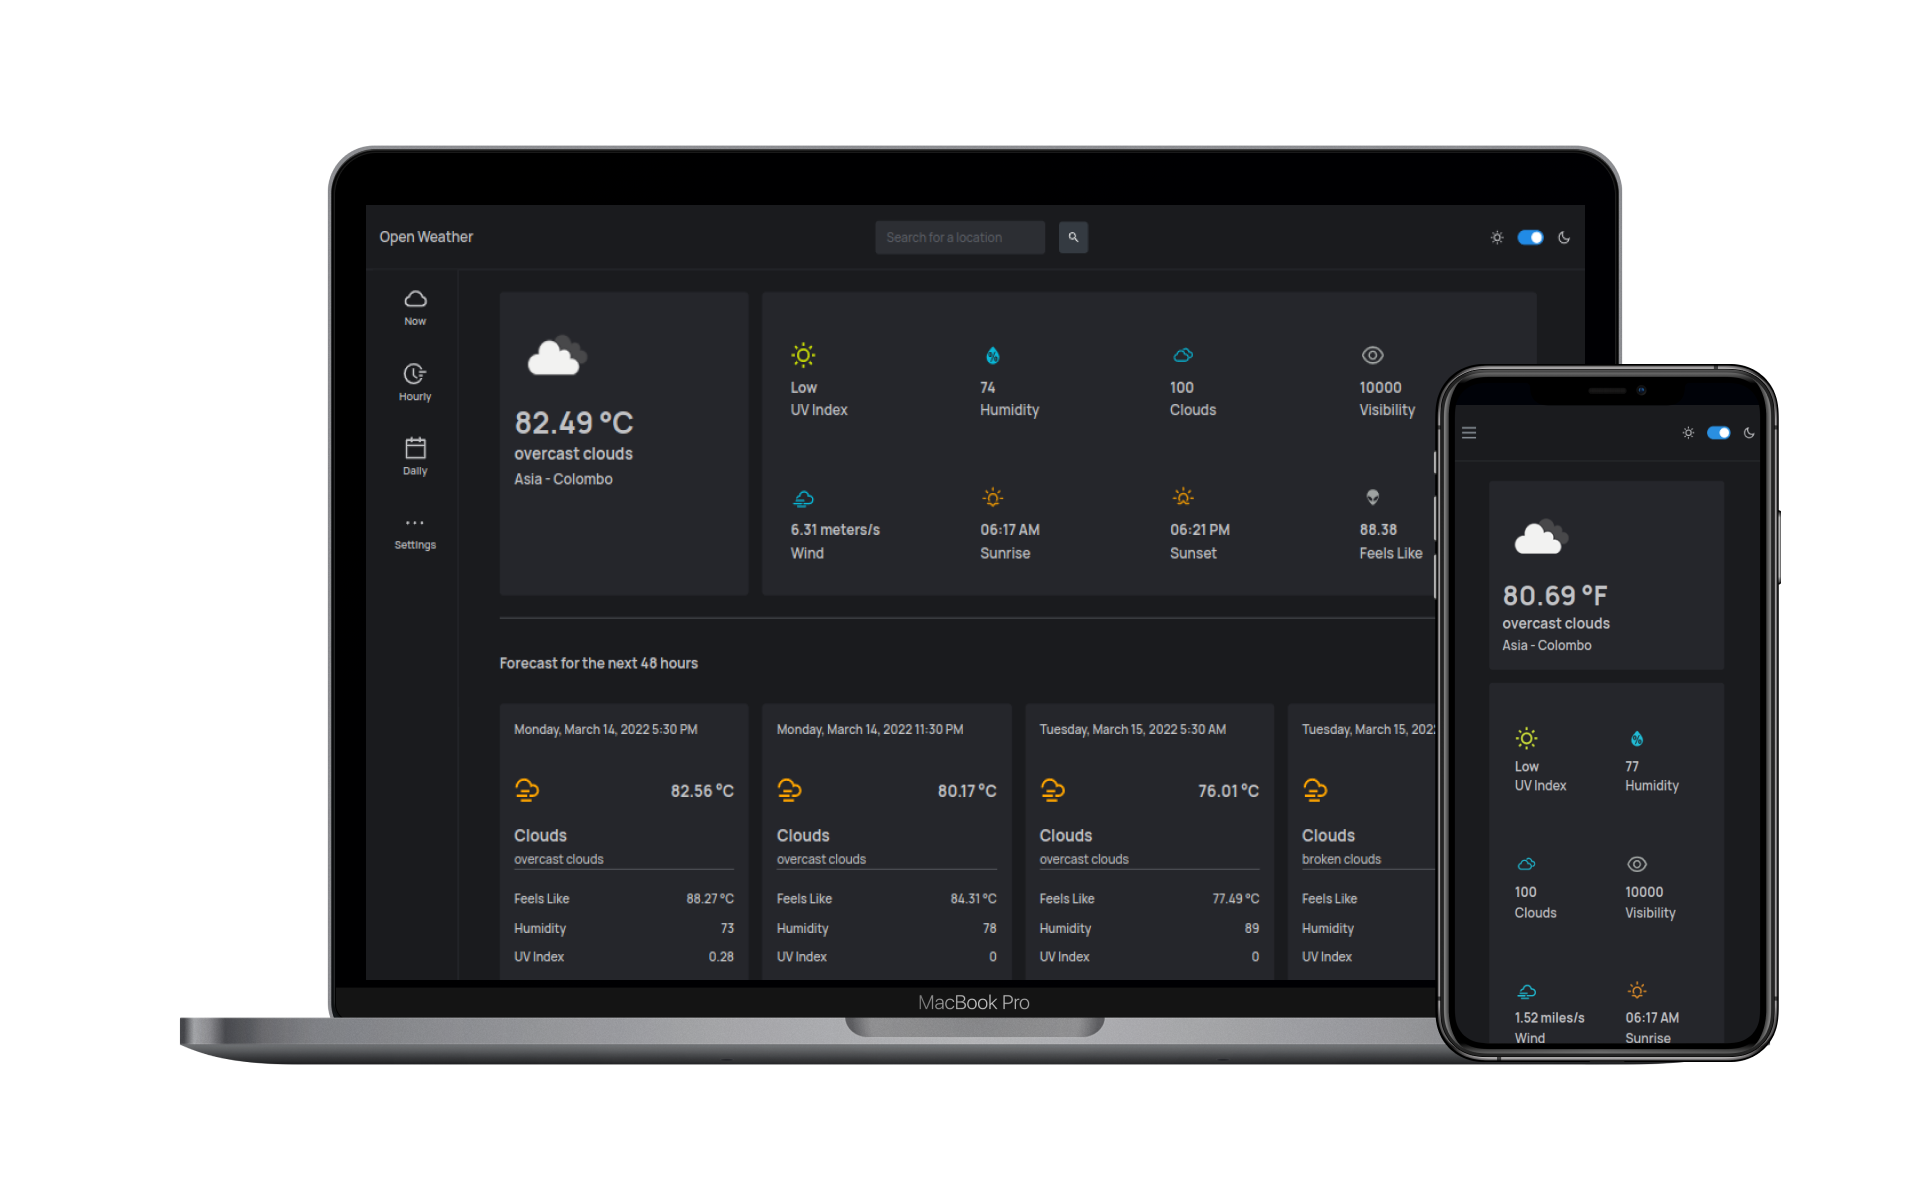 Open Weather
Search for a location
Now
Hourly
Daily
Settings
82.49 °C
overcast clouds
Asia - Colombo
Low
UV Index
74
Humidity
100
Clouds
10000
Visibility
6.31 meters/s
Wind
06:17 AM
Sunrise
06:21 PM
Sunset
88.38
Feels Like
Forecast for the next 48 hours
Monday, March 14, 2022 5:30 PM
82.56 °C
Clouds
overcast clouds
Feels Like 88.27 °C
Humidity 73
UV Index 0.28
Monday, March 14, 2022 11:30 PM
80.17 °C
Clouds
overcast clouds
Feels Like 84.31 °C
Humidity 78
UV Index 0
Tuesday, March 15, 2022 5:30 AM
76.01 °C
Clouds
overcast clouds
Feels Like 77.49 °C
Humidity 89
UV Index 0
Tuesday, March 15, 202
Clouds
broken clouds
Feels Like
Humidity
UV Index
MacBook Pro
80.69 °F
overcast clouds
Asia - Colombo
Low
UV Index
77
Humidity
100
Clouds
10000
Visibility
1.52 miles/s
Wind
06:17 AM
Sunrise